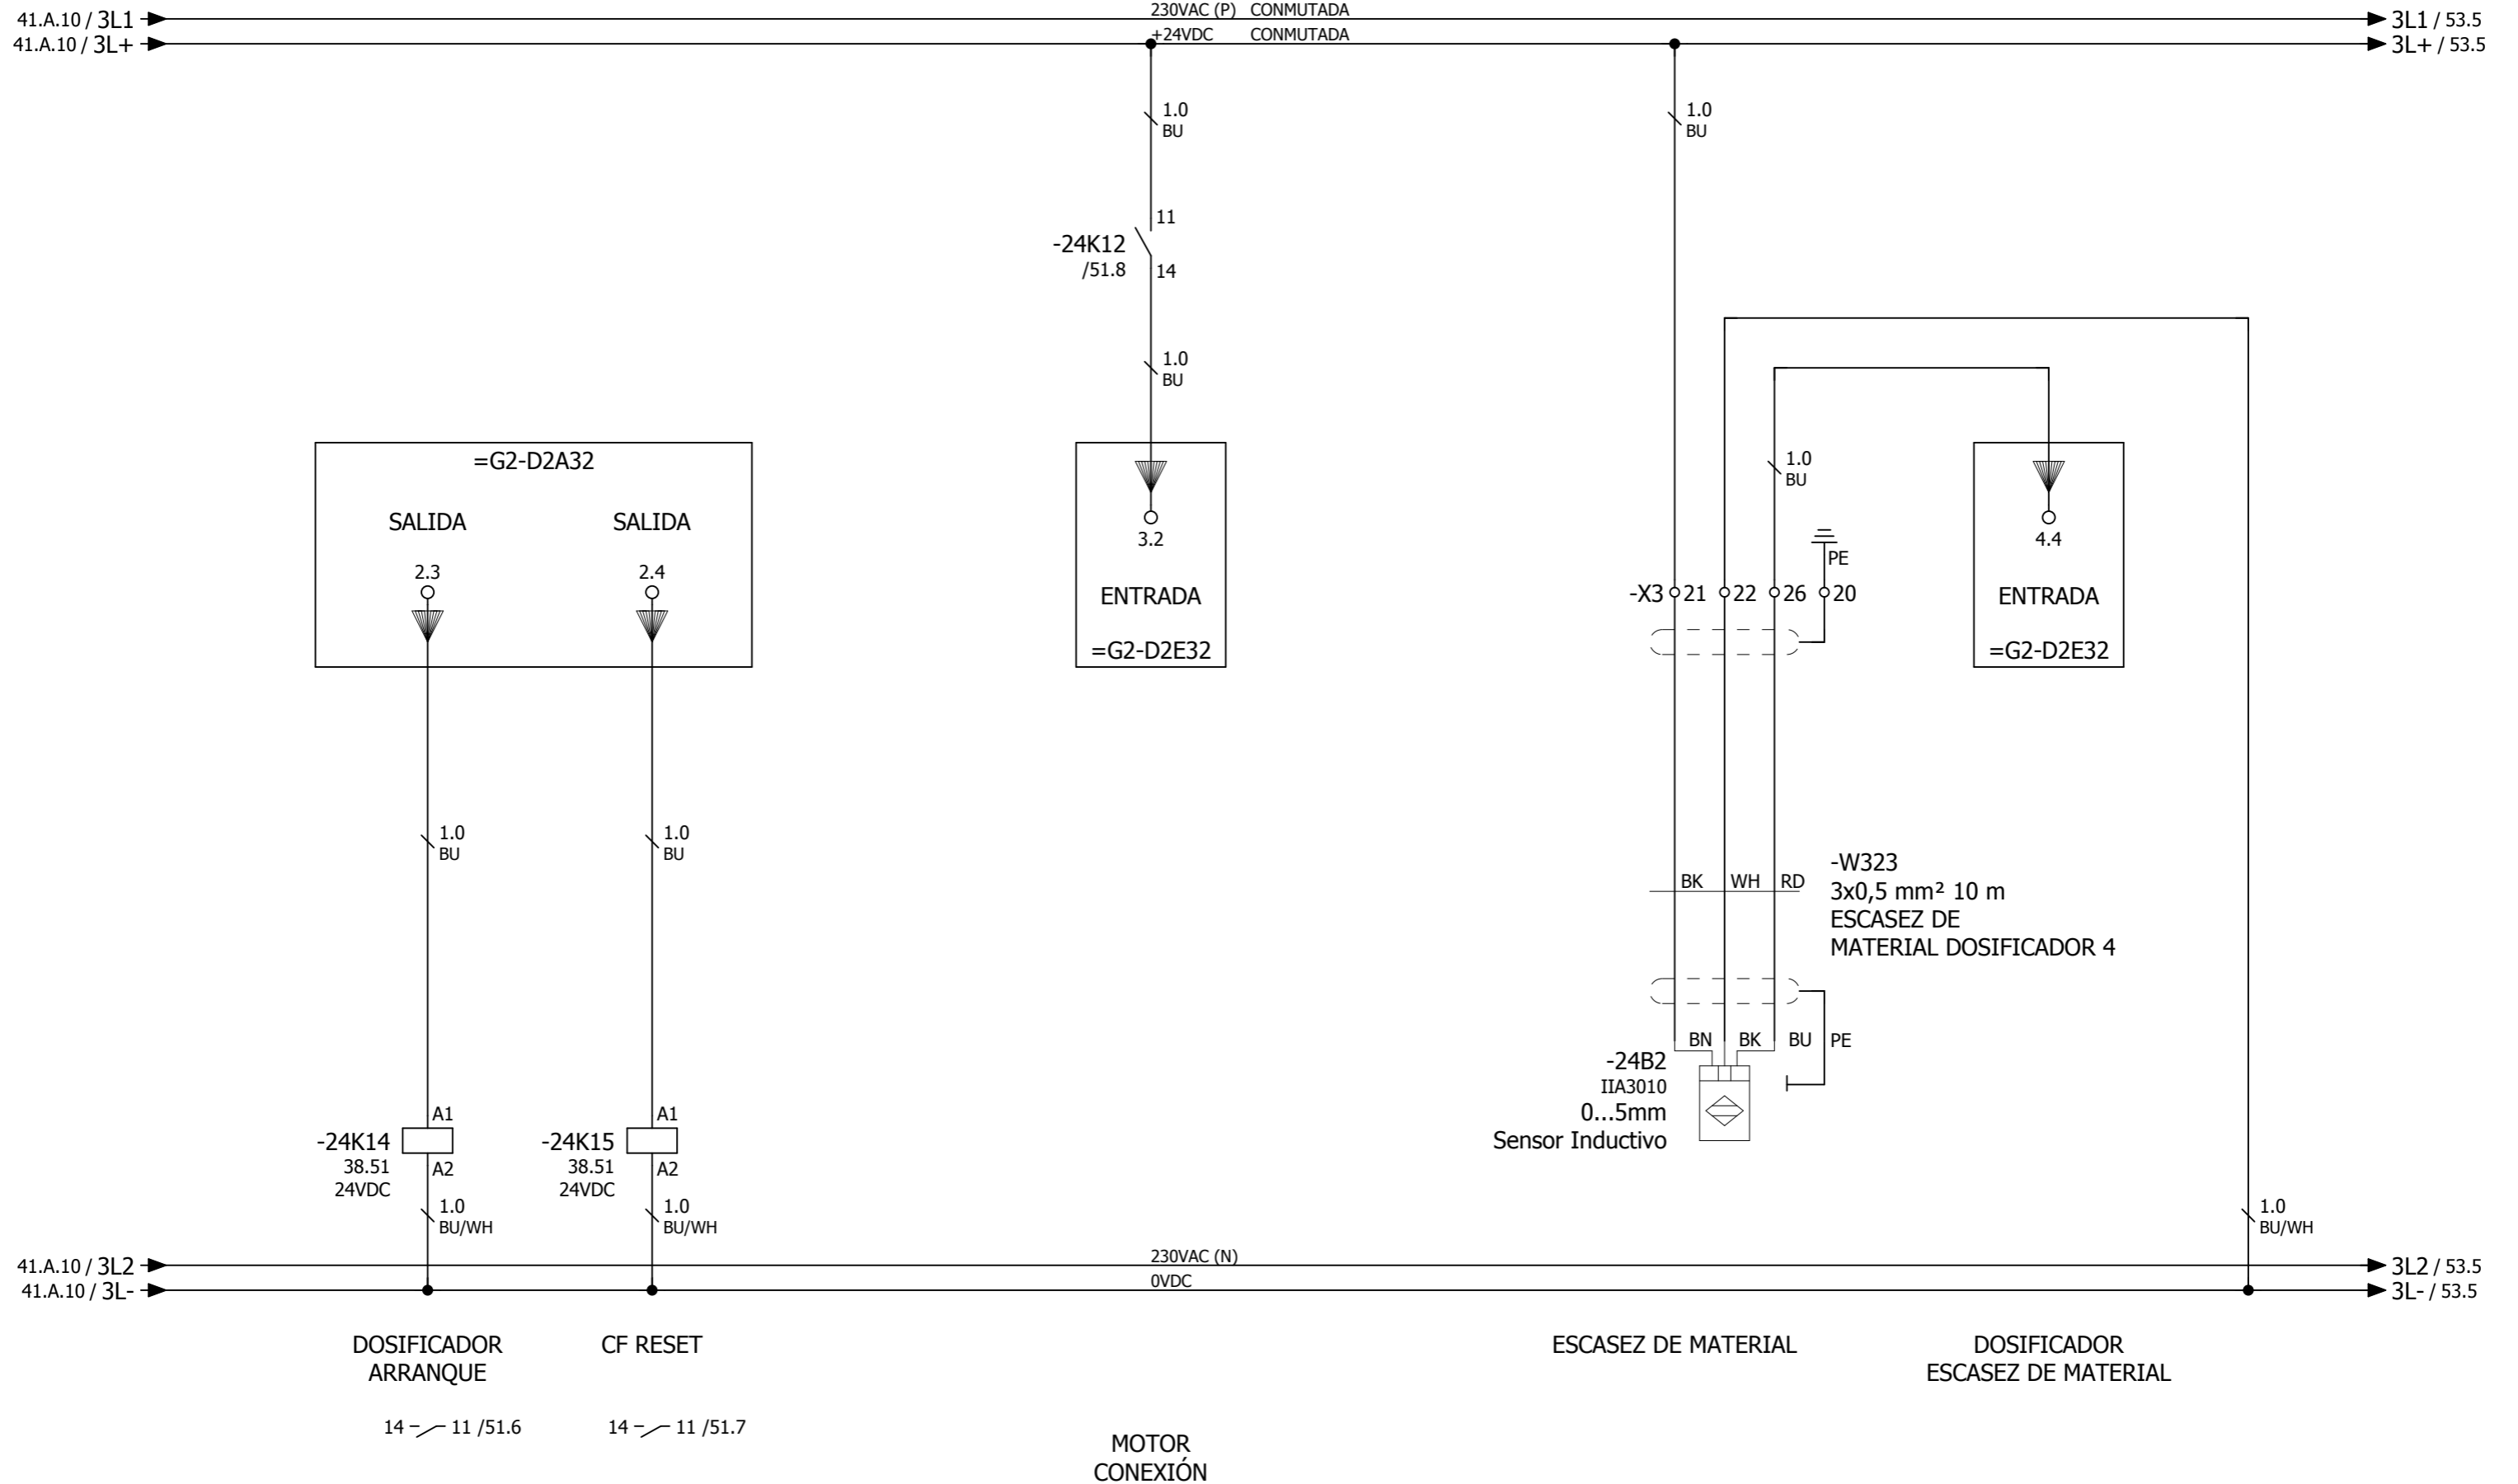 230VAC (P) CONMUTADA
41.A.10 / 3L1
3L1 / 53.5
+24VDC CONMUTADA
41.A.10 / 3L+
3L+ / 53.5
1.0
BU
1.0
BU
11
-24K12
/51.8
14
1.0
BU
=G2-D2A32
SALIDA
SALIDA
2.3
2.4
3.2
ENTRADA
=G2-D2E32
1.0
BU
PE
-X3 21 22 26 20
4.4
ENTRADA
=G2-D2E32
1.0
BU
1.0
BU
BK WH RD
-W323
3x0,5 mm² 10 m
ESCASEZ DE
MATERIAL DOSIFICADOR 4
BN BK BU PE
-24B2
IIA3010
0...5mm
Sensor Inductivo
A1
-24K14
38.51
24VDC
A2
1.0
BU/WH
A1
-24K15
38.51
24VDC
A2
1.0
BU/WH
1.0
BU/WH
230VAC (N)
41.A.10 / 3L2
3L2 / 53.5
0VDC
41.A.10 / 3L-
3L- / 53.5
DOSIFICADOR
ARRANQUE
CF RESET
ESCASEZ DE MATERIAL
DOSIFICADOR
ESCASEZ DE MATERIAL
14 11 /51.6
14 11 /51.7
MOTOR
CONEXIÓN